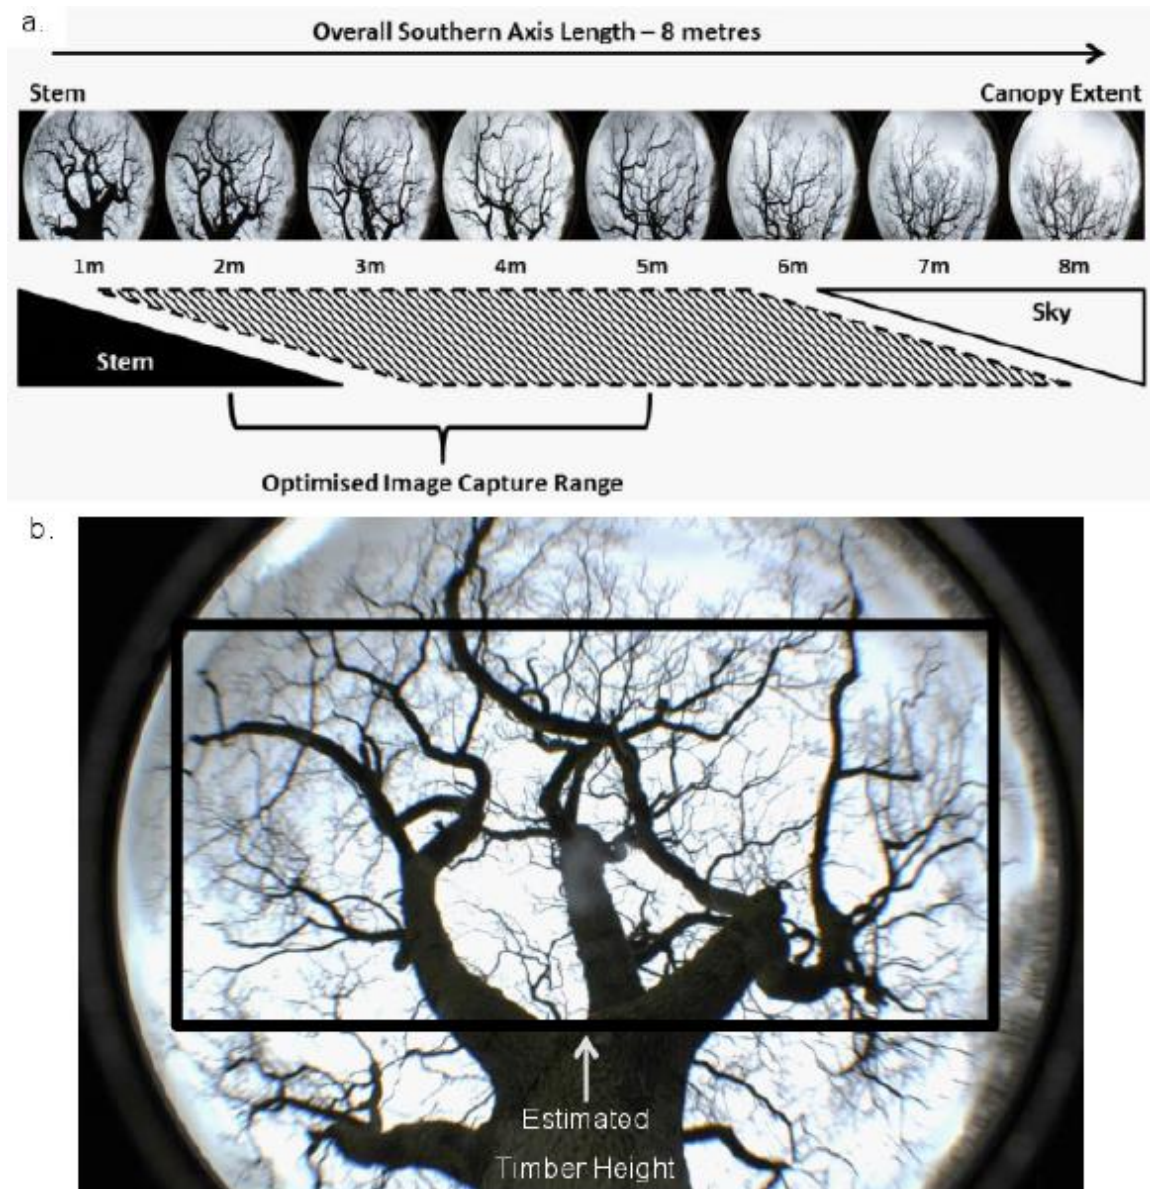 a.
Overall Southern Axis Length – 8 metres
Stem
Canopy Extent
1m 2m 3m 4m 5m 6m 7m 8m
Stem
Sky
Optimised Image Capture Range
b.
Estimated
Timber Height